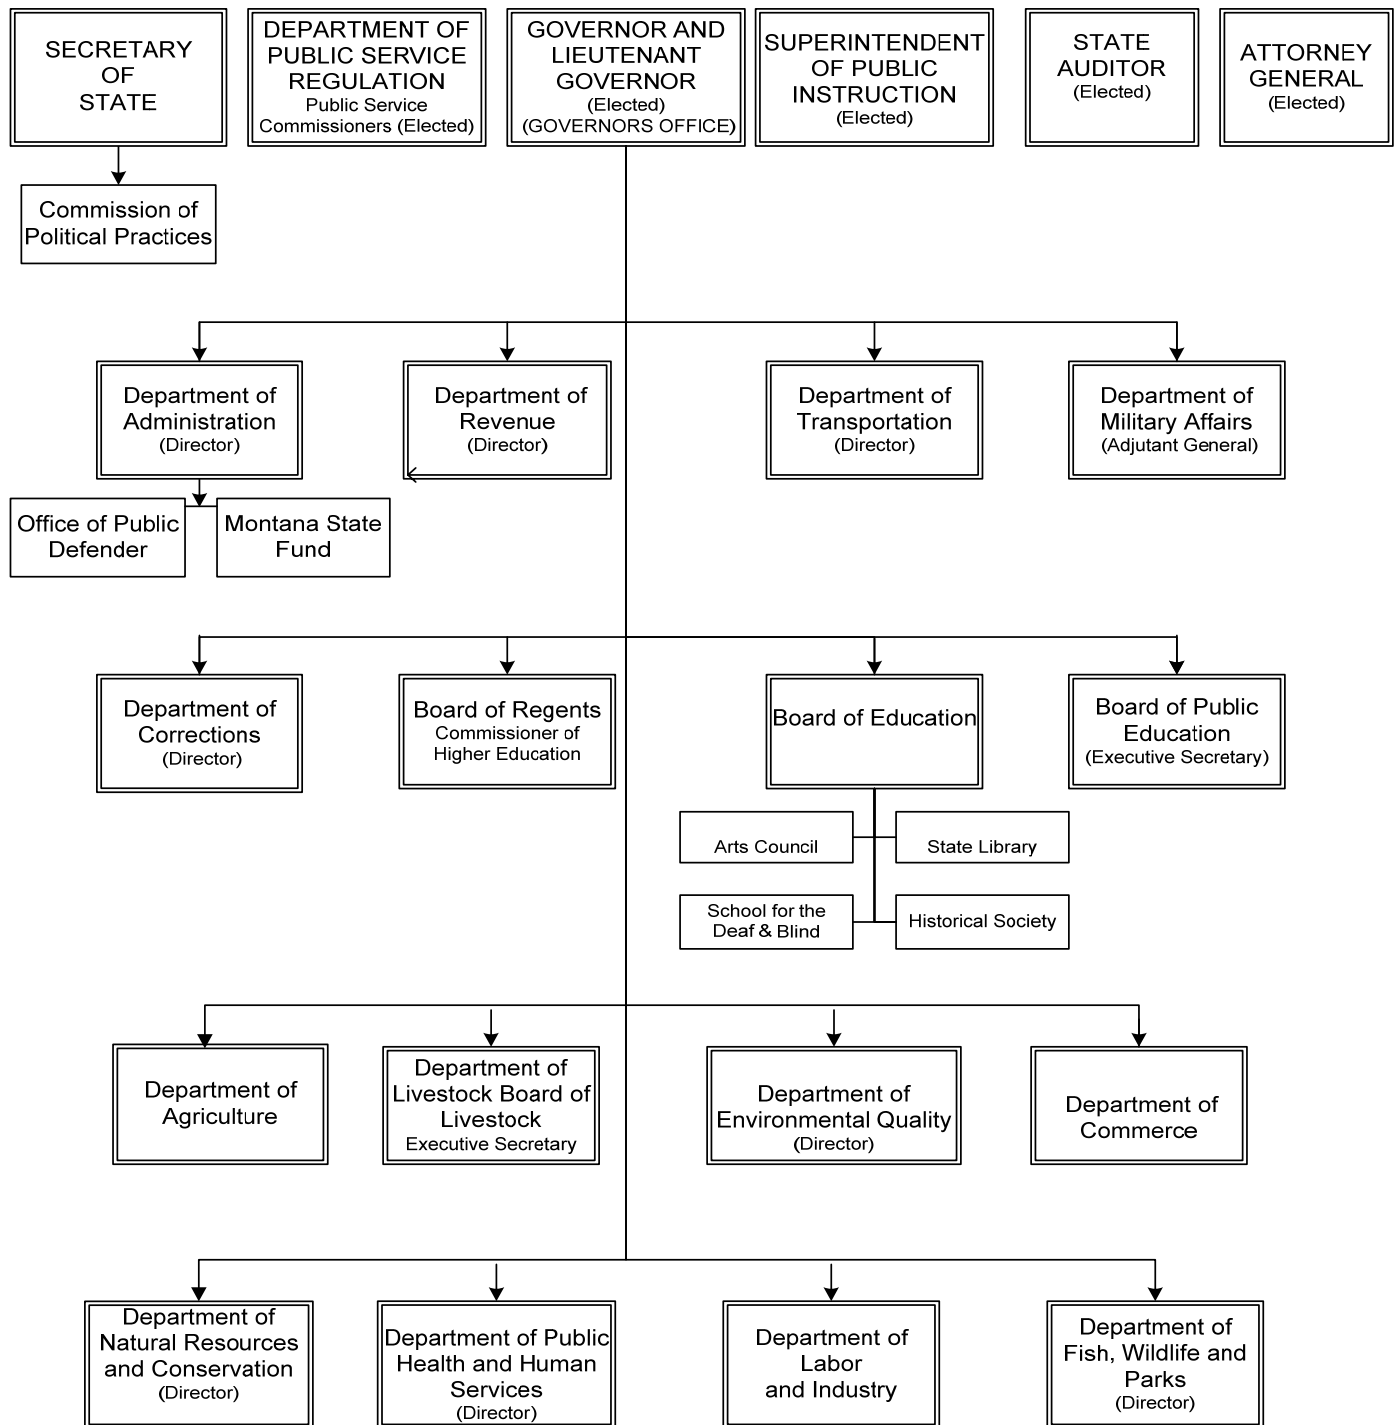 SECRETARY
OF
STATE
DEPARTMENT OF
PUBLIC SERVICE
REGULATION
Public Service
Commissioners (Elected)
GOVERNOR AND
LIEUTENANT
GOVERNOR
(Elected)
(GOVERNORS OFFICE)
SUPERINTENDENT
OF PUBLIC
INSTRUCTION
(Elected)
STATE
AUDITOR
(Elected)
ATTORNEY
GENERAL
(Elected)
Commission of
Political Practices
Department of
Administration
(Director)
Department of
Revenue
(Director)
Department of
Transportation
(Director)
Department of
Military Affairs
(Adjutant General)
Office of Public
Defender
Montana State
Fund
Department of
Corrections
(Director)
Board of Regents
Commissioner of
Higher Education
Board of Education
Board of Public
Education
(Executive Secretary)
Arts Council
State Library
School for the
Deaf & Blind
Historical Society
Department of
Agriculture
Department of
Livestock Board of
Livestock
Executive Secretary
Department of
Environmental Quality
(Director)
Department of
Commerce
Department of
Natural Resources
and Conservation
(Director)
Department of Public
Health and Human
Services
(Director)
Department of
Labor
and Industry
Department of
Fish, Wildlife and
Parks
(Director)